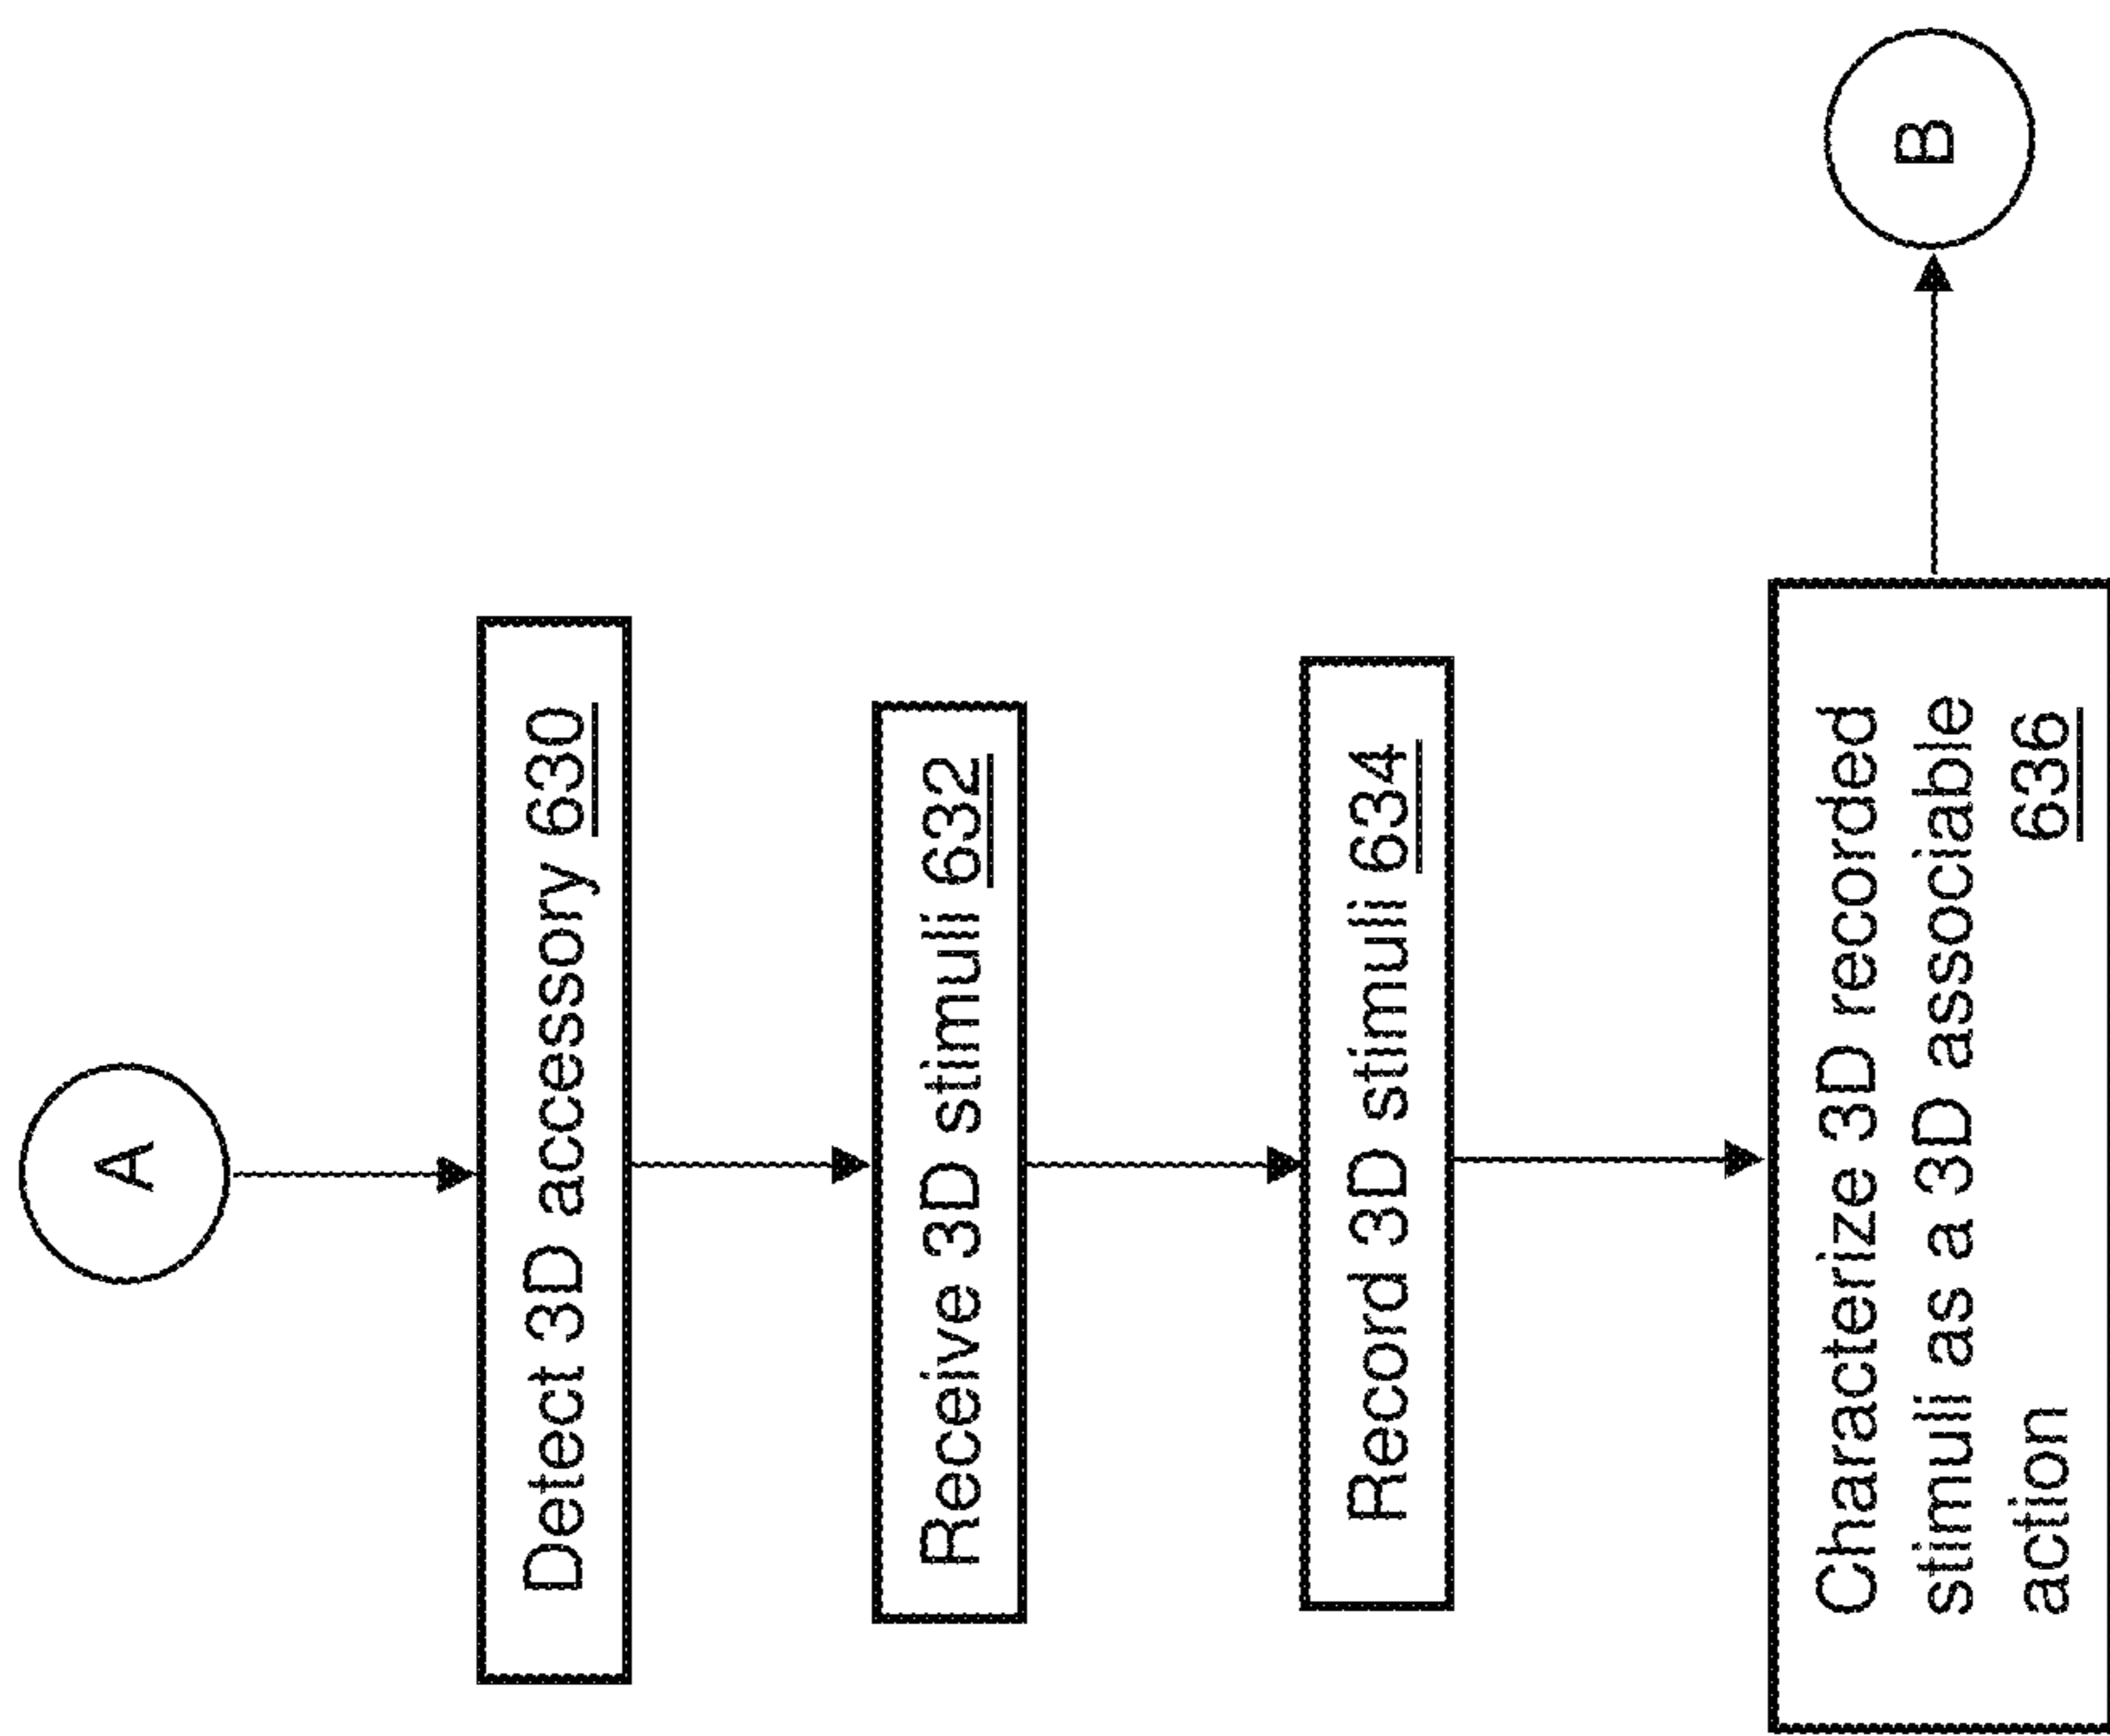 A
Detect 3D accessory 630
Receive 3D stimuli 632
Record 3D stimuli 634
Characterize 3D recorded
stimuli as a 3D associable
action 636
B